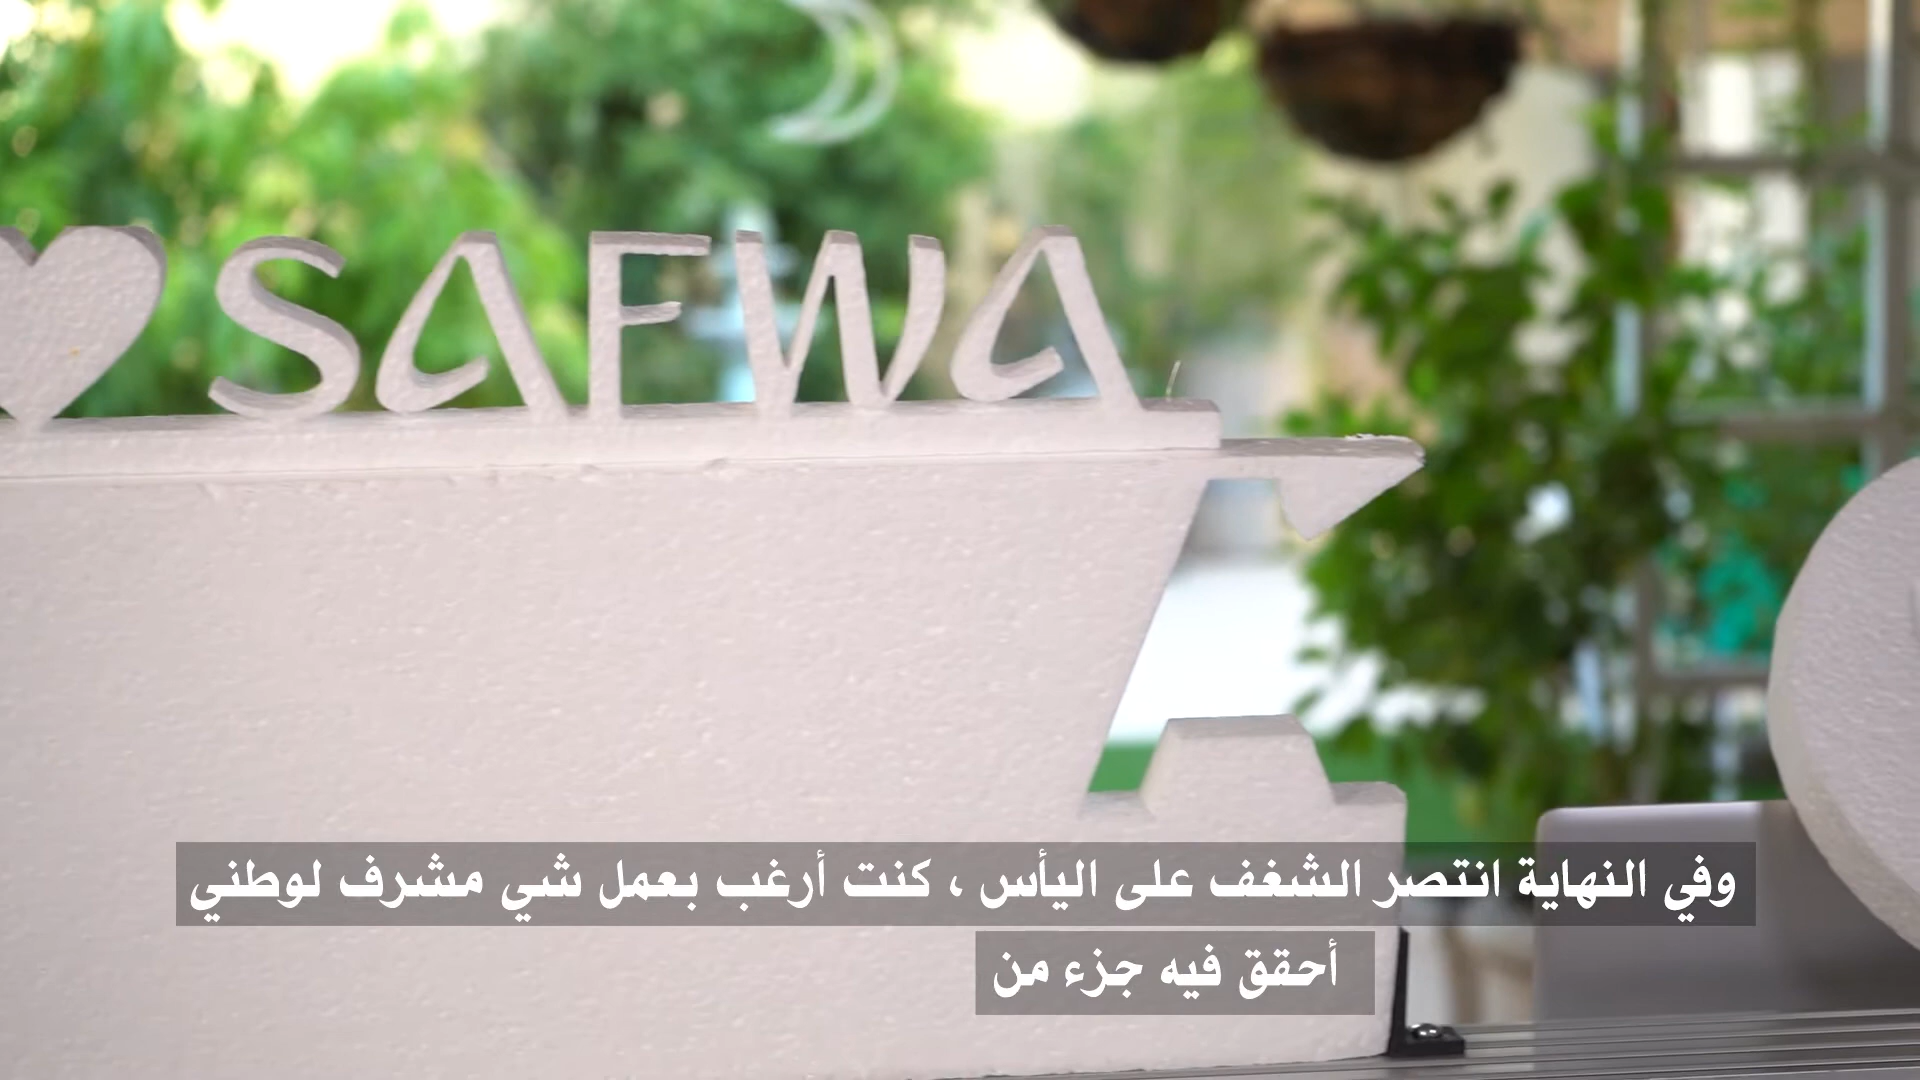 SAFWA
وفي النهاية انتصر الشغف على اليأس ، كنت أرغب بعمل شي مشرف لوطني
أحقق فيه جزء من